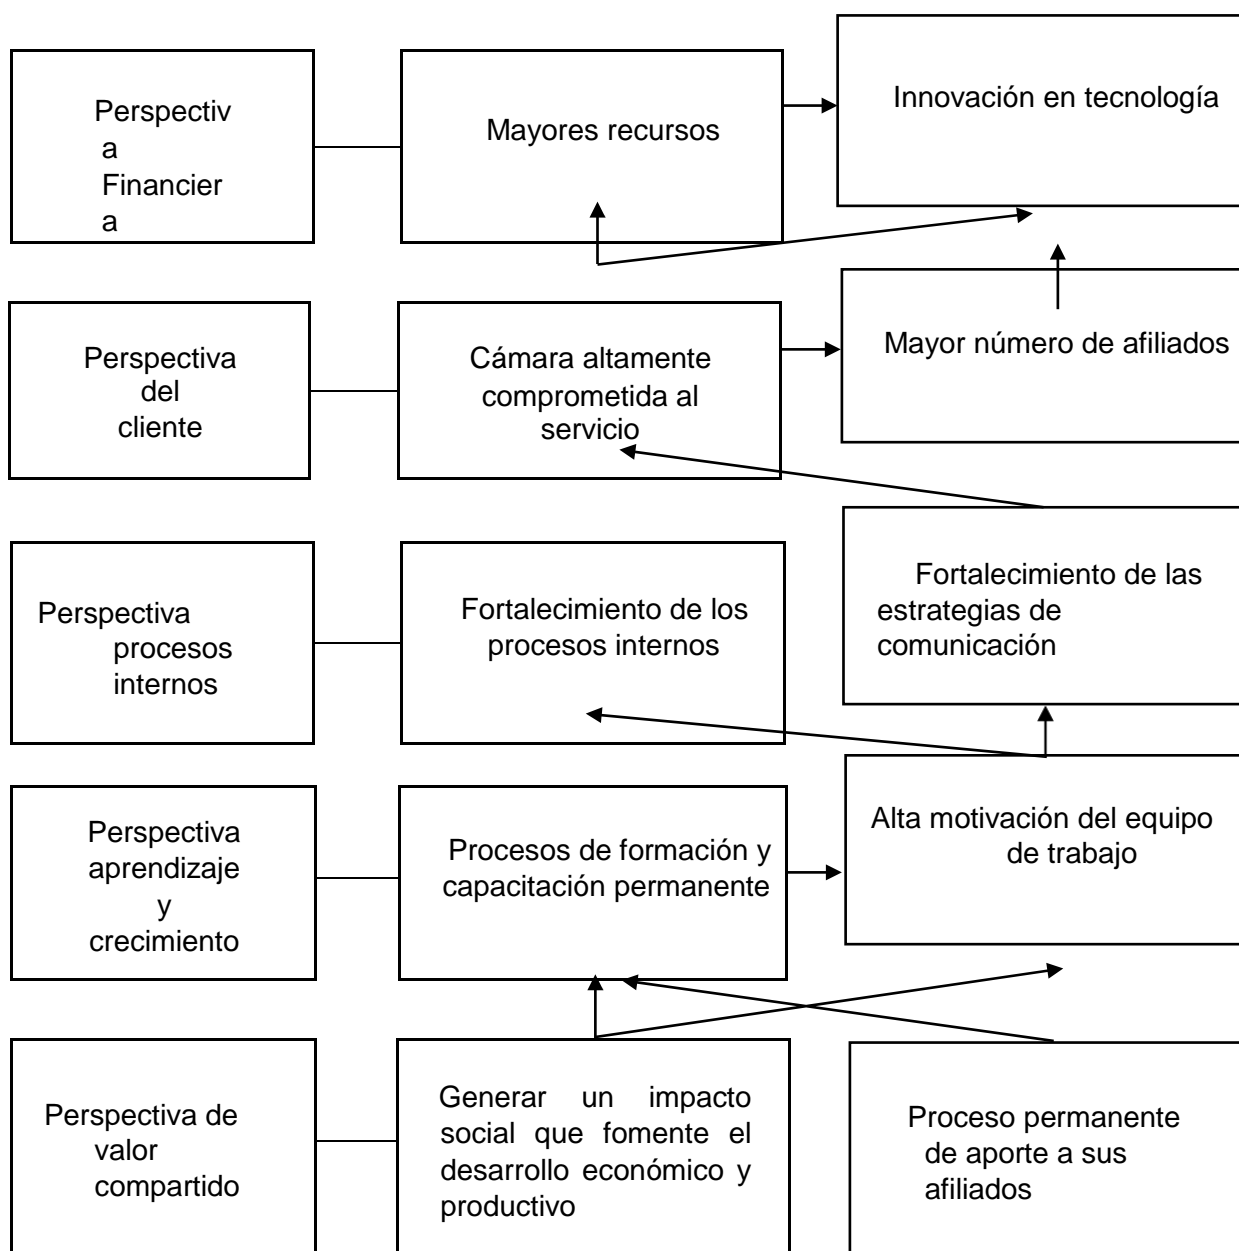 Perspectiv
a
Financier
a
Mayores recursos
Innovación en tecnología
Perspectiva
del
cliente
Cámara altamente
comprometida al
servicio
Mayor número de afiliados
Perspectiva
procesos
internos
Fortalecimiento de los
procesos internos
Fortalecimiento de las
estrategias de
comunicación
Perspectiva
aprendizaje
y
crecimiento
Procesos de formación y
capacitación permanente
Alta motivación del equipo
de trabajo
Perspectiva de
valor
compartido
Generar un impacto
social que fomente el
desarrollo económico y
productivo
Proceso permanente
de aporte a sus
afiliados